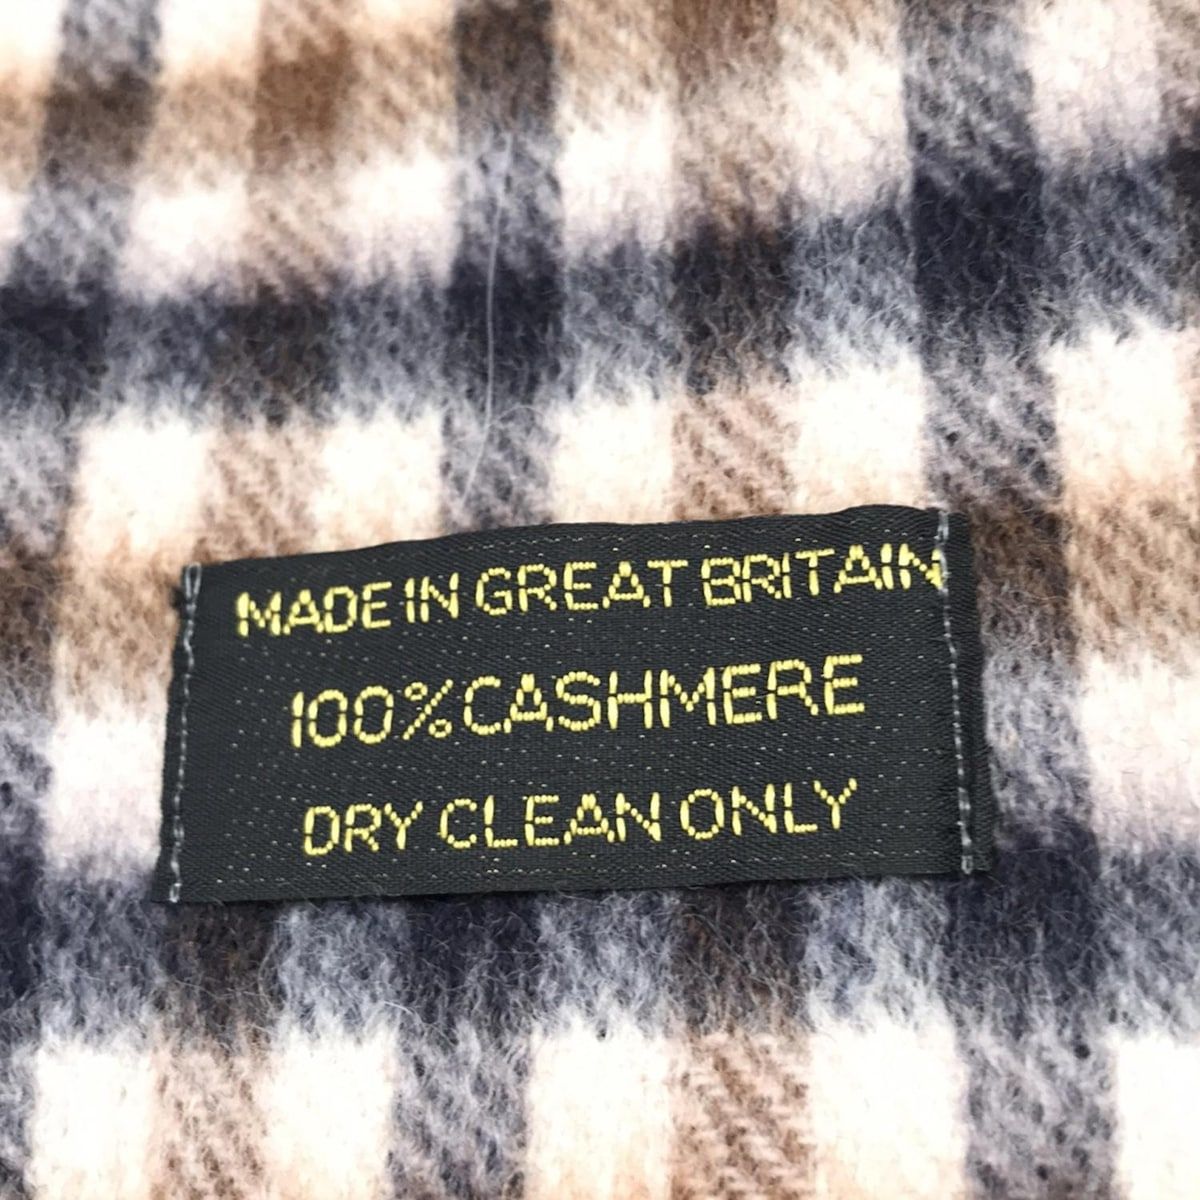 MADE IN GREAT BRITAIN
100% CASHMERE
DRY CLEAN ONLY